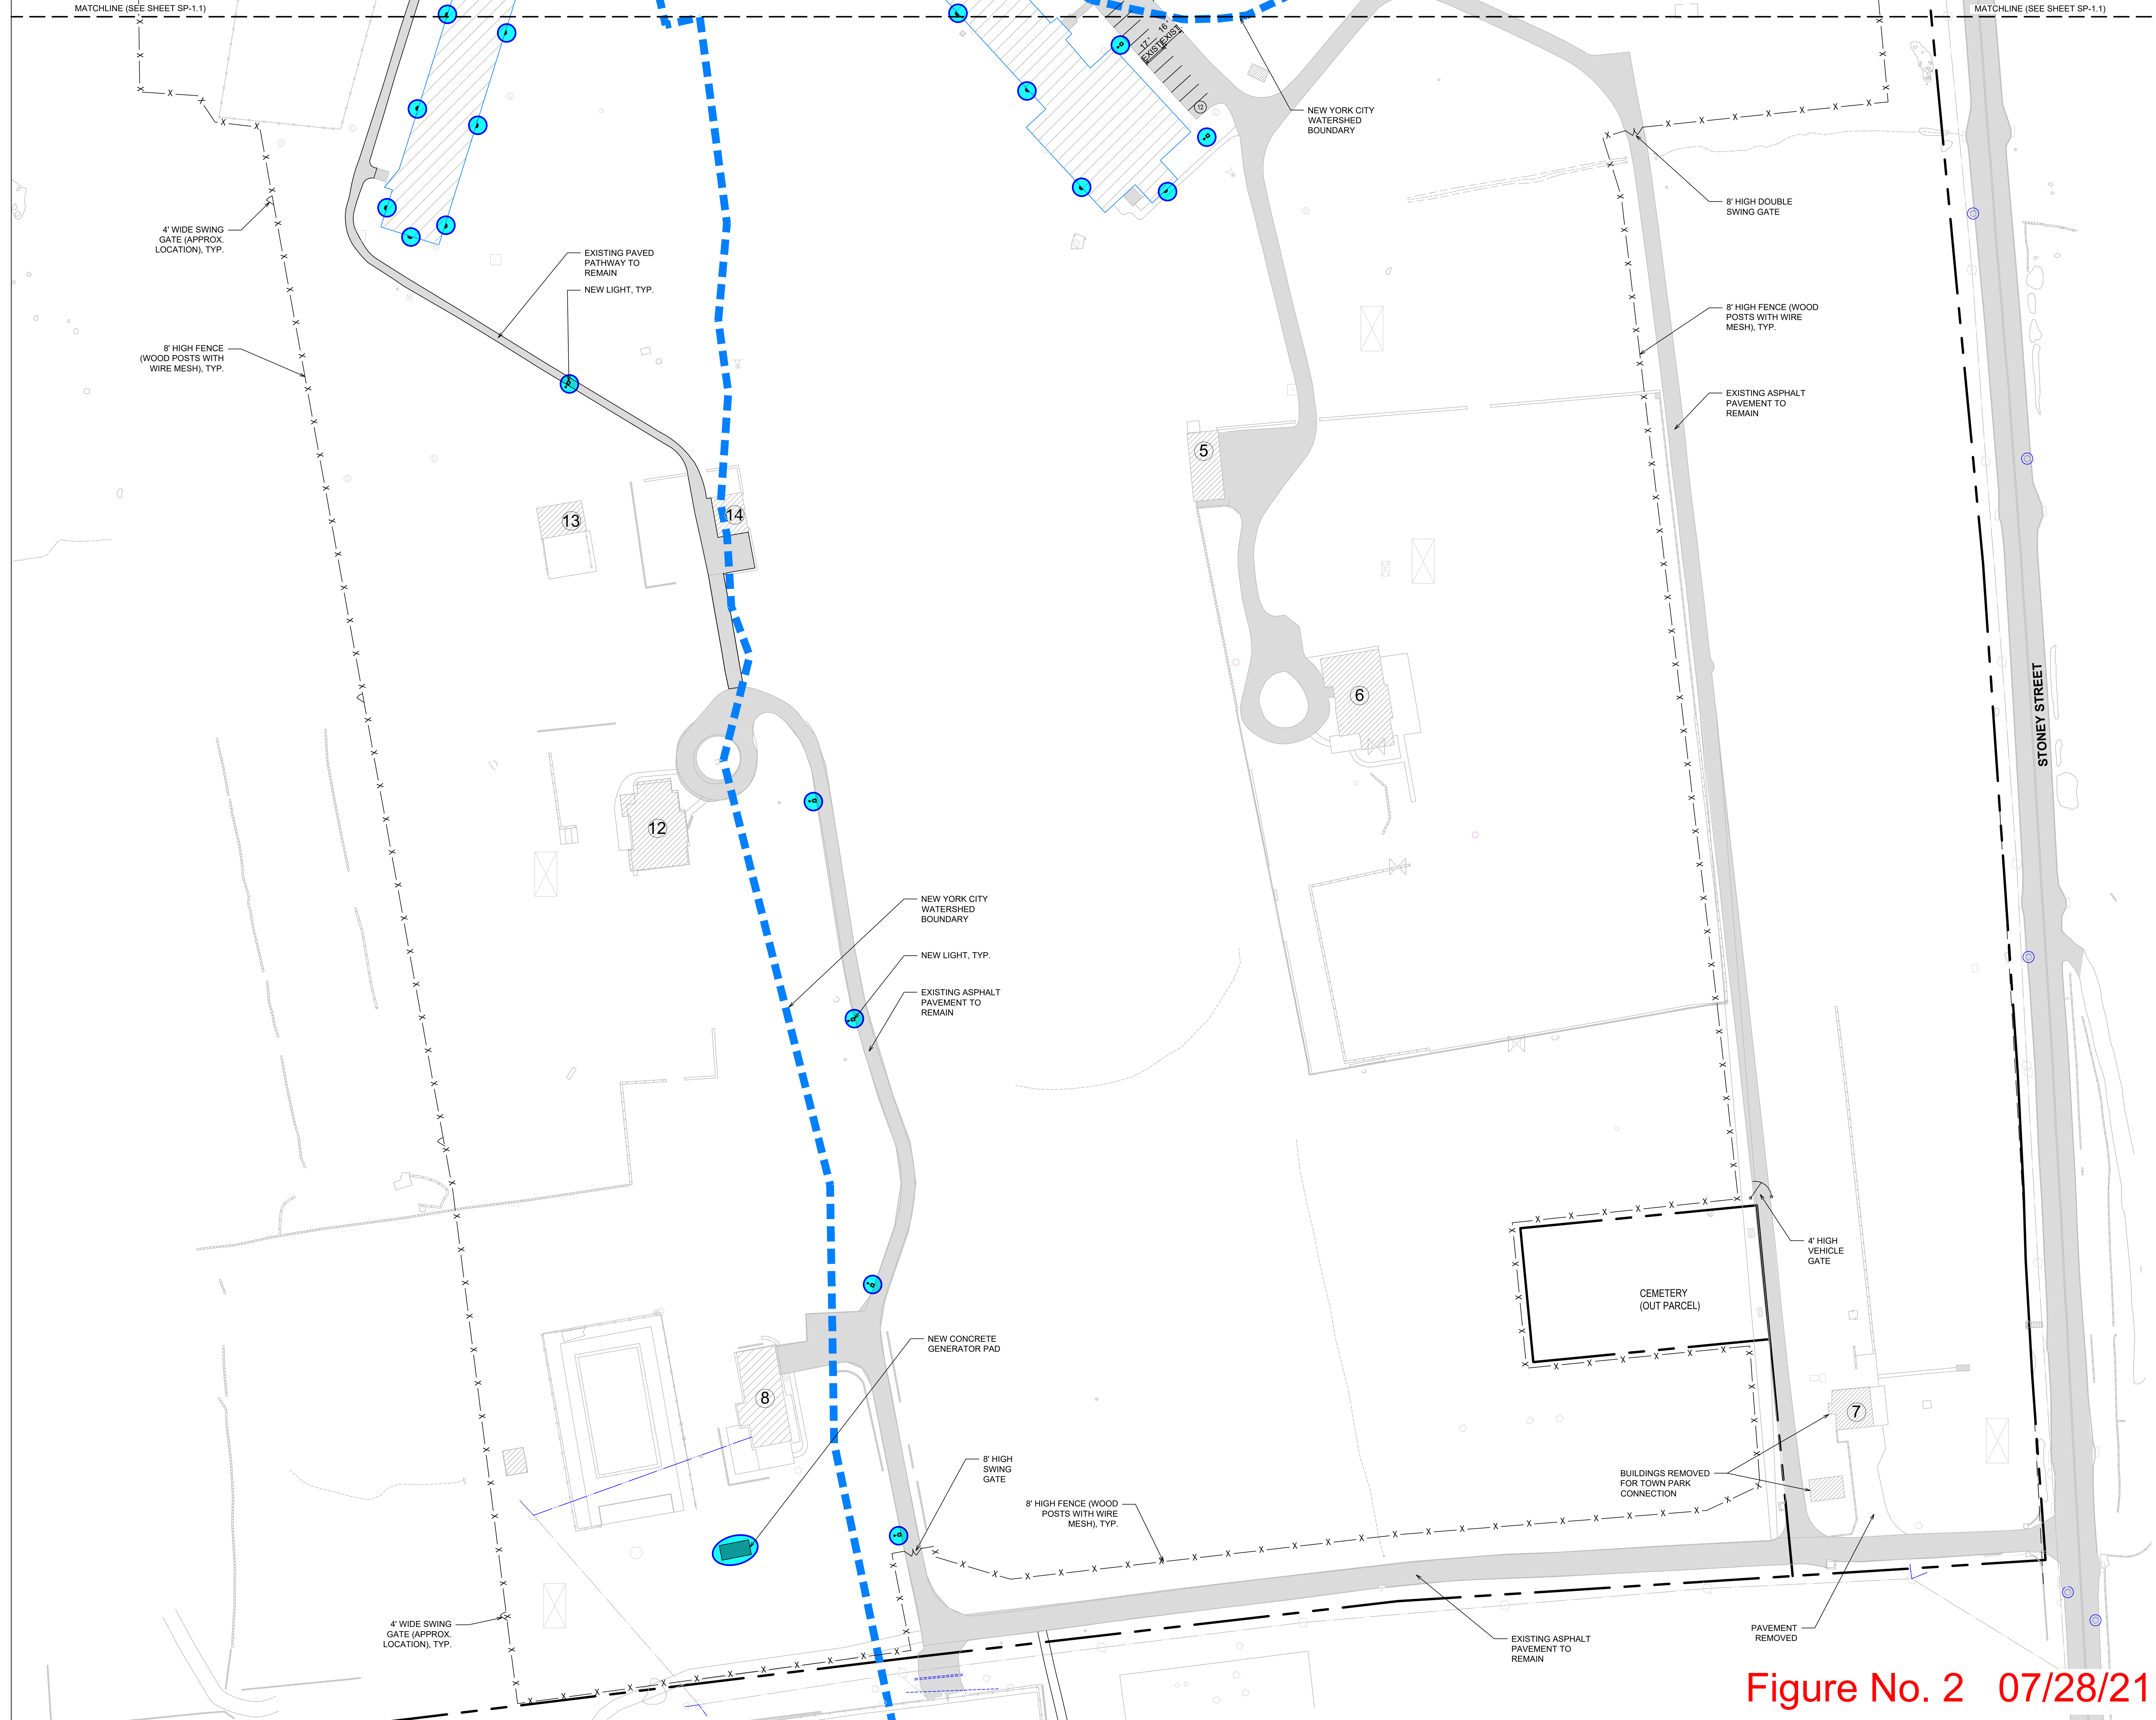 MATCHLINE (SEE SHEET SP-1.1)
MATCHLINE (SEE SHEET SP-1.1)
17'
EXIST.
16'
EXIST.
12
NEW YORK CITY
WATERSHED
BOUNDARY
8' HIGH DOUBLE
SWING GATE
4' WIDE SWING
GATE (APPROX.
LOCATION), TYP.
EXISTING PAVED
PATHWAY TO
REMAIN
NEW LIGHT, TYP.
8' HIGH FENCE
(WOOD POSTS WITH
WIRE MESH), TYP.
8' HIGH FENCE (WOOD
POSTS WITH WIRE
MESH), TYP.
EXISTING ASPHALT
PAVEMENT TO
REMAIN
5
13
14
6
STONEY STREET
12
NEW YORK CITY
WATERSHED
BOUNDARY
NEW LIGHT, TYP.
EXISTING ASPHALT
PAVEMENT TO
REMAIN
4' HIGH
VEHICLE
GATE
CEMETERY
(OUT PARCEL)
NEW CONCRETE
GENERATOR PAD
8
7
8' HIGH
SWING
GATE
BUILDINGS REMOVED
FOR TOWN PARK
CONNECTION
8' HIGH FENCE (WOOD
POSTS WITH WIRE
MESH), TYP.
4' WIDE SWING
GATE (APPROX.
LOCATION), TYP.
EXISTING ASPHALT
PAVEMENT TO
REMAIN
PAVEMENT
REMOVED
Figure No. 2 07/28/21